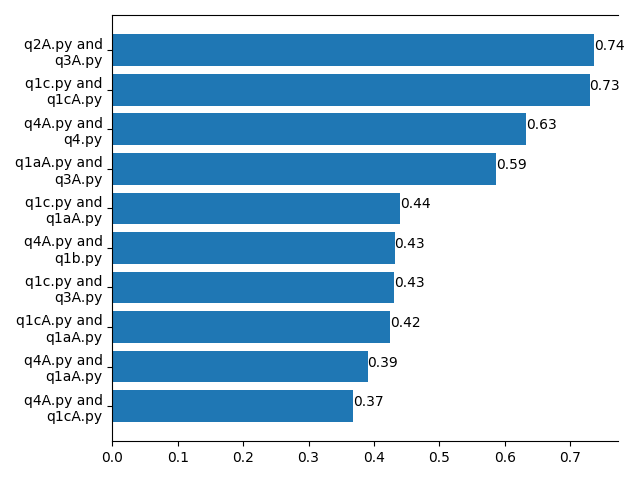 q2A.py and
q3A.py
0.74
q1c.py and
q1cA.py
0.73
q4A.py and
q4.py
0.63
q1aA.py and
q3A.py
0.59
q1c.py and
q1aA.py
0.44
q4A.py and
q1b.py
0.43
q1c.py and
q3A.py
0.43
q1cA.py and
q1aA.py
0.42
q4A.py and
q1aA.py
0.39
q4A.py and
q1cA.py
0.37
0.0 0.1 0.2 0.3 0.4 0.5 0.6 0.7